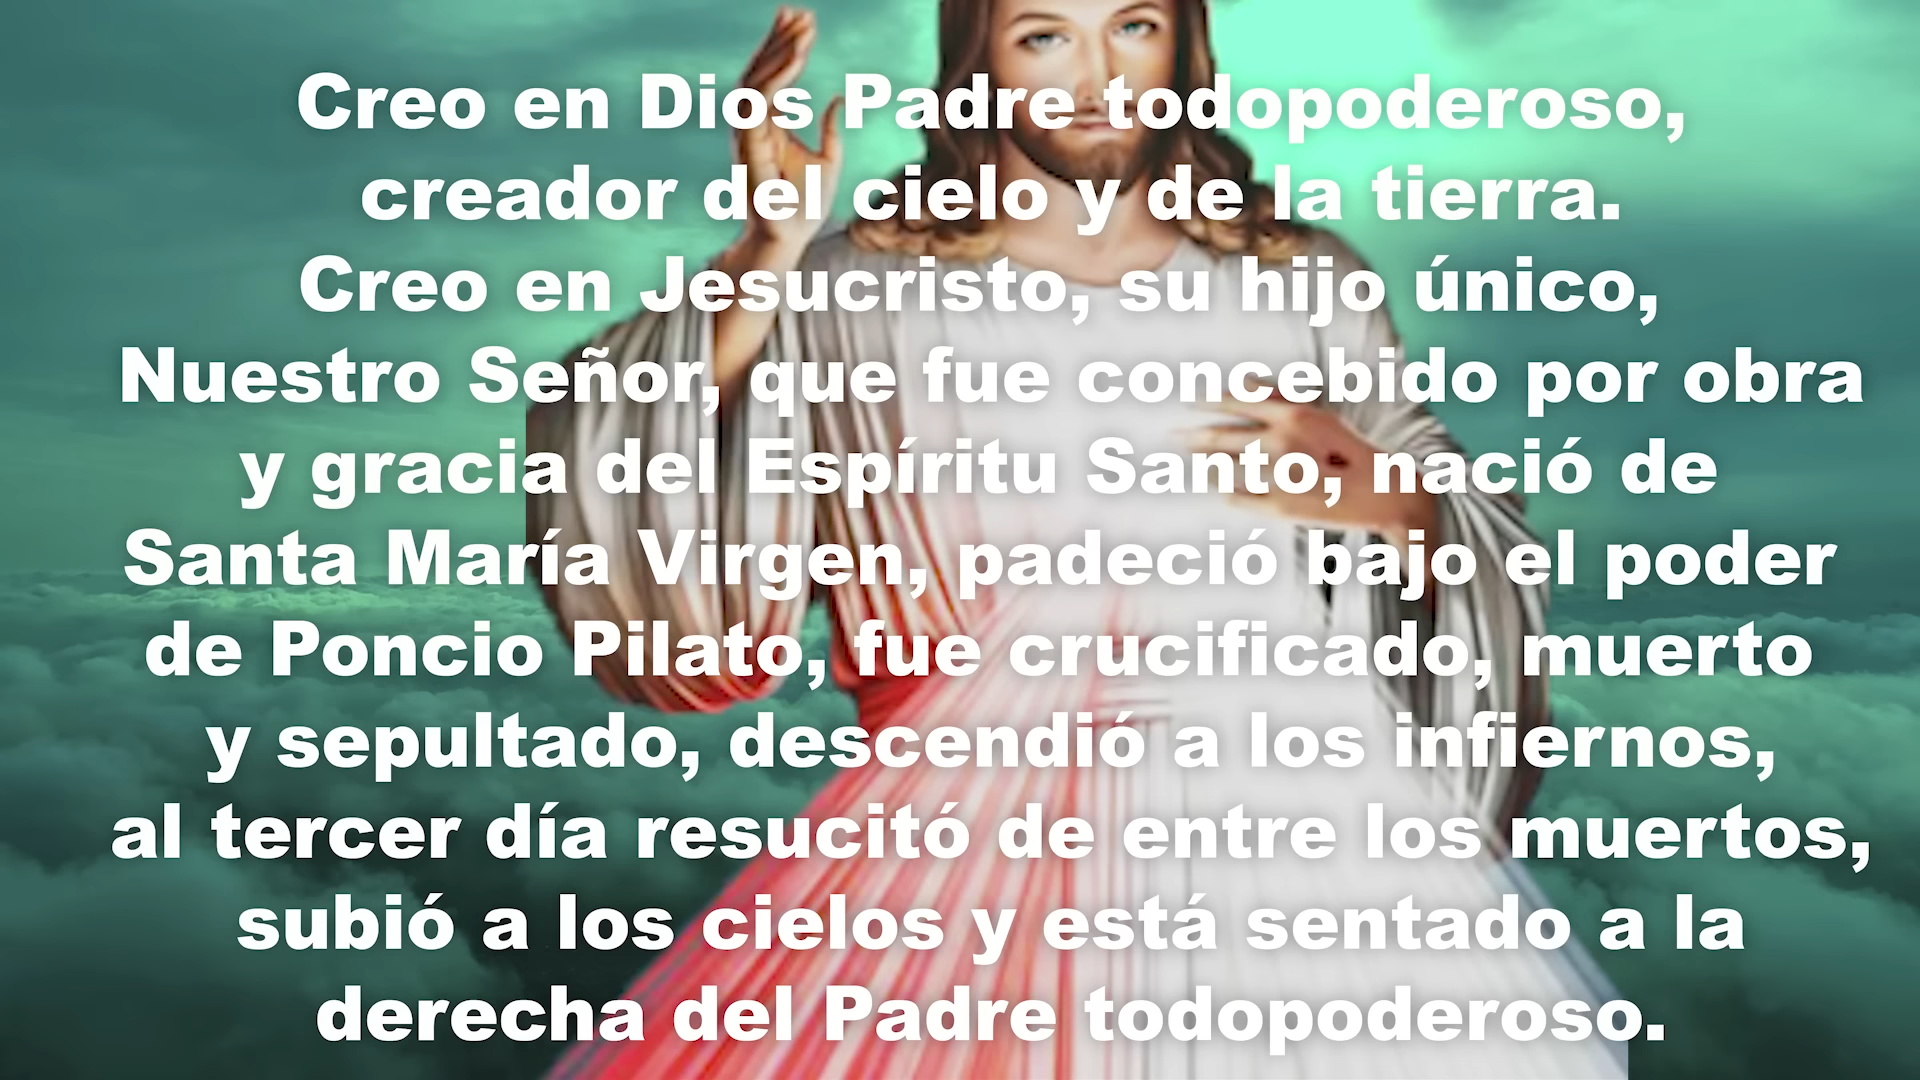 Creo en Dios Padre todopoderoso,
creador del cielo y de la tierra.
Creo en Jesucristo, su hijo único,
Nuestro Señor, que fue concebido por obra
y gracia del Espíritu Santo, nació de
Santa María Virgen, padeció bajo el poder
de Poncio Pilato, fue crucificado, muerto
y sepultado, descendió a los infiernos,
al tercer día resucitó de entre los muertos,
subió a los cielos y está sentado a la
derecha del Padre todopoderoso.